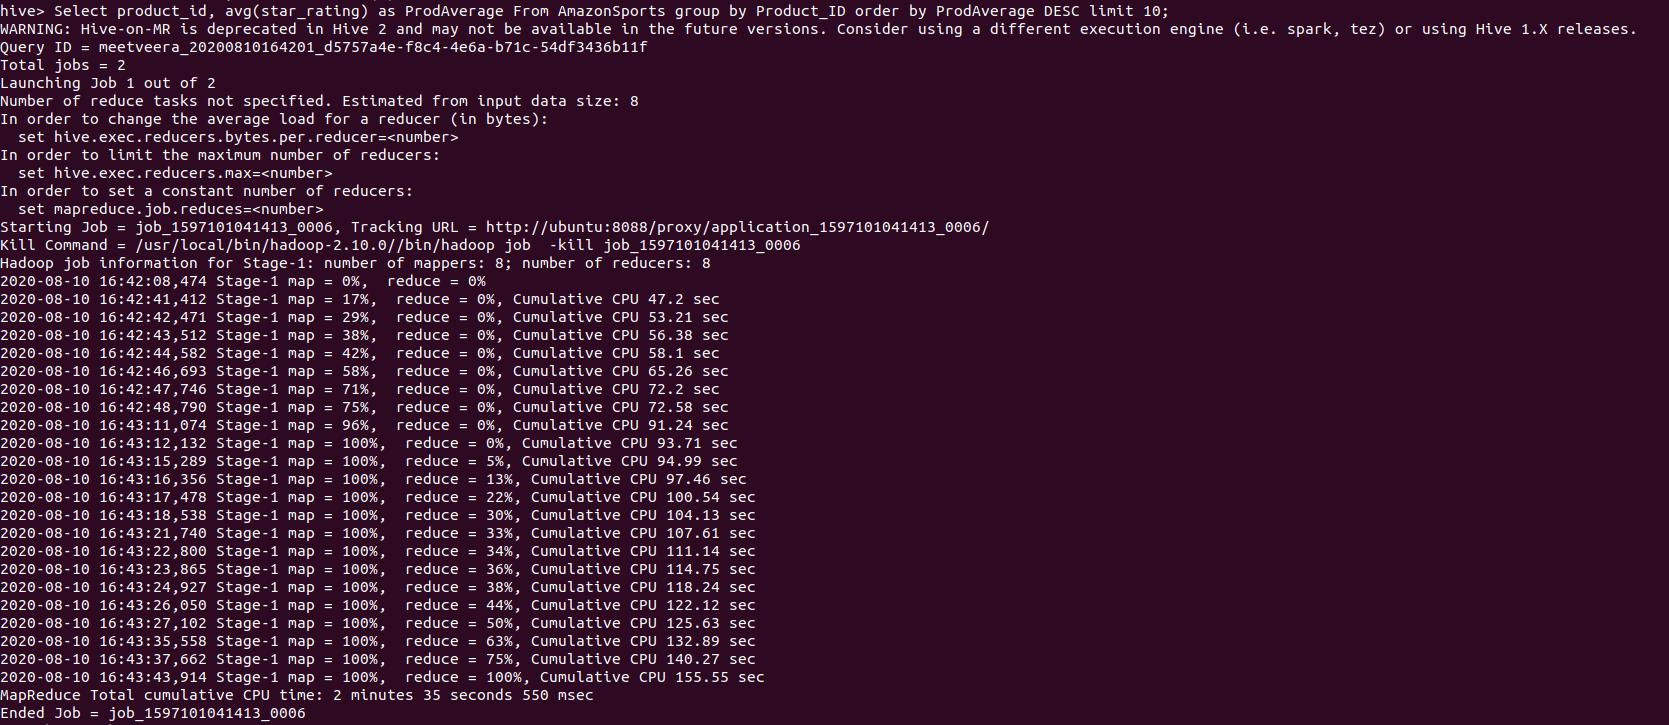 hive> Select product_id, avg(star_rating) as ProdAverage From AmazonSports group by Product_ID order by ProdAverage DESC limit 10;
WARNING: Hive-on-MR is deprecated in Hive 2 and may not be available in the future versions. Consider using a different execution engine (i.e. spark, tez) or using Hive 1.X releases.
Query ID = meetveera_20200810164201_d5757a4e-f8c4-4e6a-b71c-54df3436b11f
Total jobs = 2
Launching Job 1 out of 2
Number of reduce tasks not specified. Estimated from input data size: 8
In order to change the average load for a reducer (in bytes):
  set hive.exec.reducers.bytes.per.reducer=<number>
In order to limit the maximum number of reducers:
  set hive.exec.reducers.max=<number>
In order to set a constant number of reducers:
  set mapreduce.job.reduces=<number>
Starting Job = job_1597101041413_0006, Tracking URL = http://ubuntu:8088/proxy/application_1597101041413_0006/
Kill Command = /usr/local/bin/hadoop-2.10.0//bin/hadoop job  -kill job_1597101041413_0006
Hadoop job information for Stage-1: number of mappers: 8; number of reducers: 8
2020-08-10 16:42:08,474 Stage-1 map = 0%,  reduce = 0%
2020-08-10 16:42:41,412 Stage-1 map = 17%,  reduce = 0%, Cumulative CPU 47.2 sec
2020-08-10 16:42:42,471 Stage-1 map = 29%,  reduce = 0%, Cumulative CPU 53.21 sec
2020-08-10 16:42:43,512 Stage-1 map = 38%,  reduce = 0%, Cumulative CPU 56.38 sec
2020-08-10 16:42:44,582 Stage-1 map = 42%,  reduce = 0%, Cumulative CPU 58.1 sec
2020-08-10 16:42:46,693 Stage-1 map = 58%,  reduce = 0%, Cumulative CPU 65.26 sec
2020-08-10 16:42:47,746 Stage-1 map = 71%,  reduce = 0%, Cumulative CPU 72.2 sec
2020-08-10 16:42:48,790 Stage-1 map = 75%,  reduce = 0%, Cumulative CPU 72.58 sec
2020-08-10 16:43:11,074 Stage-1 map = 96%,  reduce = 0%, Cumulative CPU 91.24 sec
2020-08-10 16:43:12,132 Stage-1 map = 100%,  reduce = 0%, Cumulative CPU 93.71 sec
2020-08-10 16:43:15,289 Stage-1 map = 100%,  reduce = 5%, Cumulative CPU 94.99 sec
2020-08-10 16:43:16,356 Stage-1 map = 100%,  reduce = 13%, Cumulative CPU 97.46 sec
2020-08-10 16:43:17,478 Stage-1 map = 100%,  reduce = 22%, Cumulative CPU 100.54 sec
2020-08-10 16:43:18,538 Stage-1 map = 100%,  reduce = 30%, Cumulative CPU 104.13 sec
2020-08-10 16:43:21,740 Stage-1 map = 100%,  reduce = 33%, Cumulative CPU 107.61 sec
2020-08-10 16:43:22,800 Stage-1 map = 100%,  reduce = 34%, Cumulative CPU 111.14 sec
2020-08-10 16:43:23,865 Stage-1 map = 100%,  reduce = 36%, Cumulative CPU 114.75 sec
2020-08-10 16:43:24,927 Stage-1 map = 100%,  reduce = 38%, Cumulative CPU 118.24 sec
2020-08-10 16:43:26,050 Stage-1 map = 100%,  reduce = 44%, Cumulative CPU 122.12 sec
2020-08-10 16:43:27,102 Stage-1 map = 100%,  reduce = 50%, Cumulative CPU 125.63 sec
2020-08-10 16:43:35,558 Stage-1 map = 100%,  reduce = 63%, Cumulative CPU 132.89 sec
2020-08-10 16:43:37,662 Stage-1 map = 100%,  reduce = 75%, Cumulative CPU 140.27 sec
2020-08-10 16:43:43,914 Stage-1 map = 100%,  reduce = 100%, Cumulative CPU 155.55 sec
MapReduce Total cumulative CPU time: 2 minutes 35 seconds 550 msec
Ended Job = job_1597101041413_0006